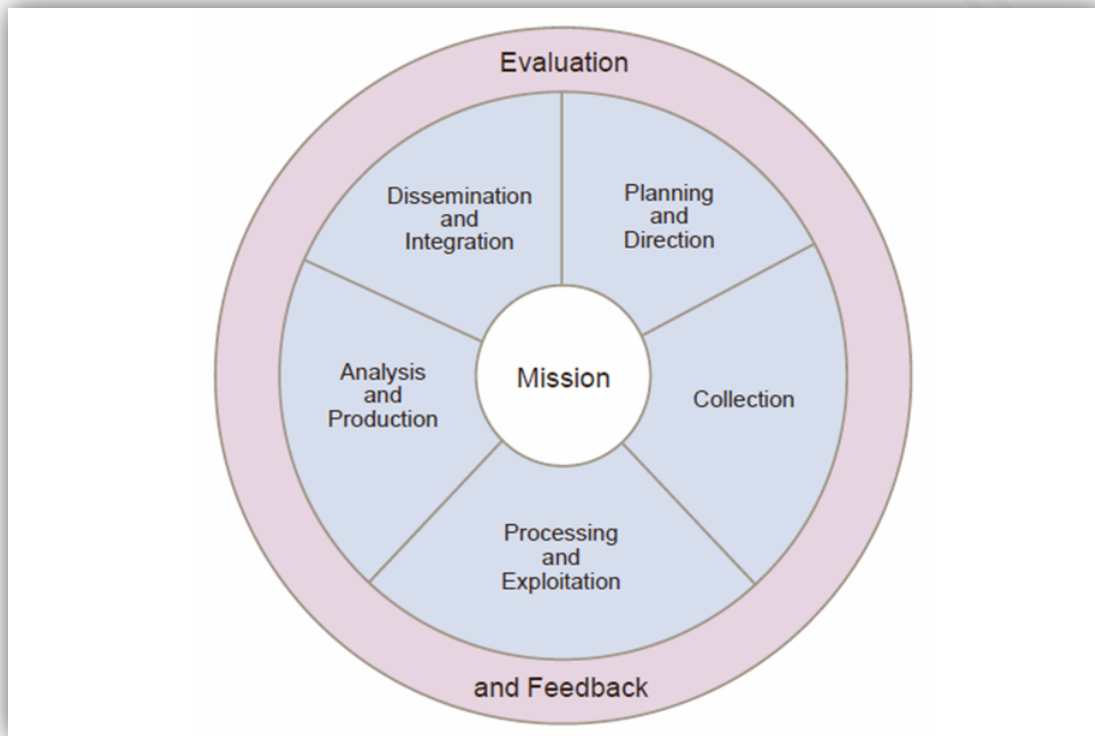 Evaluation
Dissemination
and
Integration
Planning
and
Direction
Analysis
and
Production
Mission
Collection
Processing
and
Exploitation
and Feedback